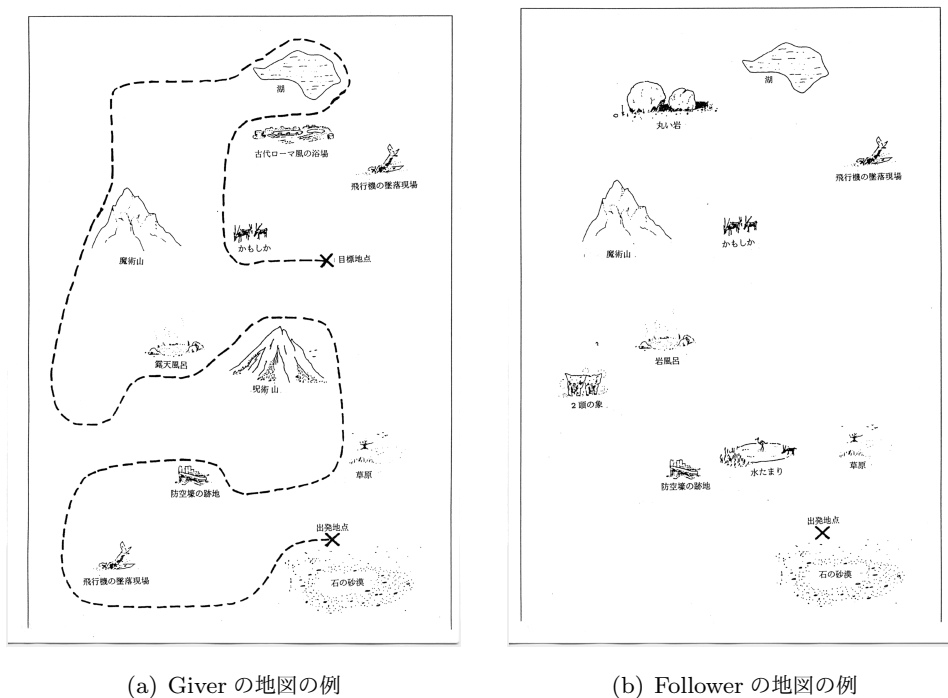 湖
古代ローマ風の浴場
飛行機の墜落現場
かもしか
魔術山
目標地点
露天風呂
呪術山
草原
防空壕の跡地
出発地点
飛行機の墜落現場
石の砂漠
(a) Giver の地図の例
湖
丸い岩
飛行機の墜落現場
かもしか
魔術山
岩風呂
2頭の象
水たまり
草原
防空壕の跡地
出発地点
石の砂漠
(b) Follower の地図の例